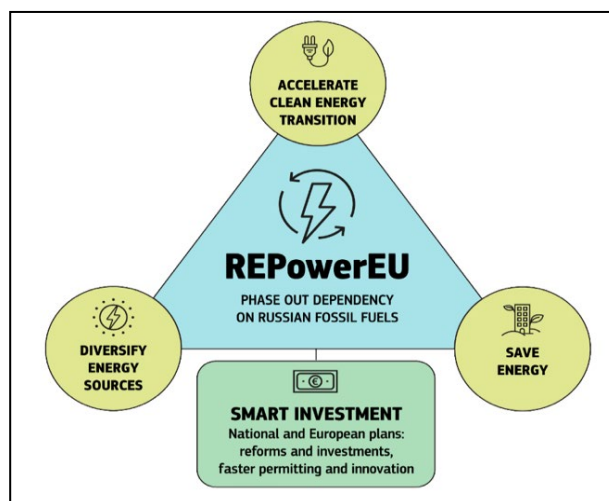 ACCELERATE
CLEAN ENERGY
TRANSITION
REPowerEU
PHASE OUT DEPENDENCY
ON RUSSIAN FOSSIL FUELS
DIVERSIFY
ENERGY
SOURCES
SAVE
ENERGY
€
SMART INVESTMENT
National and European plans:
reforms and investments,
faster permitting and innovation